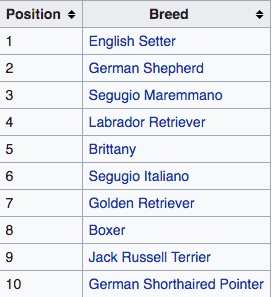 Position Breed
1 English Setter
2 German Shepherd
3 Segugio Maremmano
4 Labrador Retriever
5 Brittany
6 Segugio Italiano
7 Golden Retriever
8 Boxer
9 Jack Russell Terrier
10 German Shorthaired Pointer